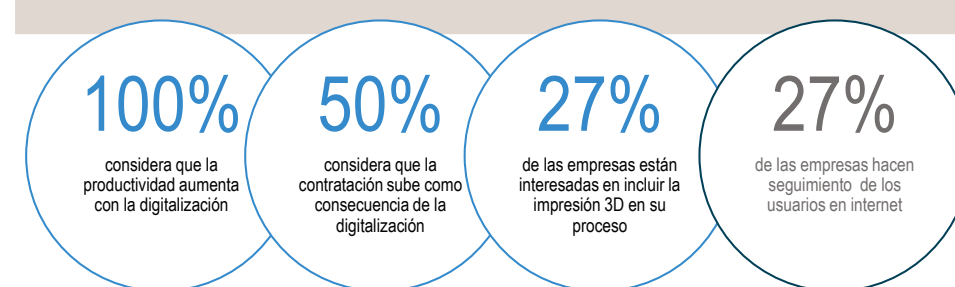 100%
considera que la
productividad aumenta
con la digitalización
50%
considera que la
contratación sube como
consecuencia de la
digitalización
27%
de las empresas están
interesadas en incluir la
impresión 3D en su
proceso
27%
de las empresas hacen
seguimiento de los
usuarios en internet